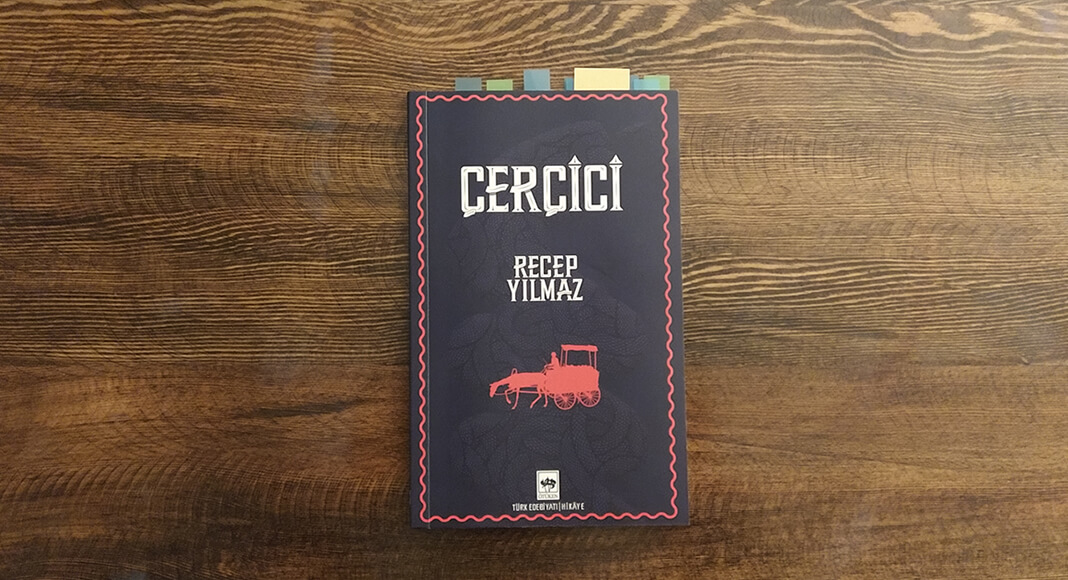 ÇERÇİCİ
RECEP
YILMAZ
ÖTÜKEN
TÜRK EDEBİYATI | HİKÂYE